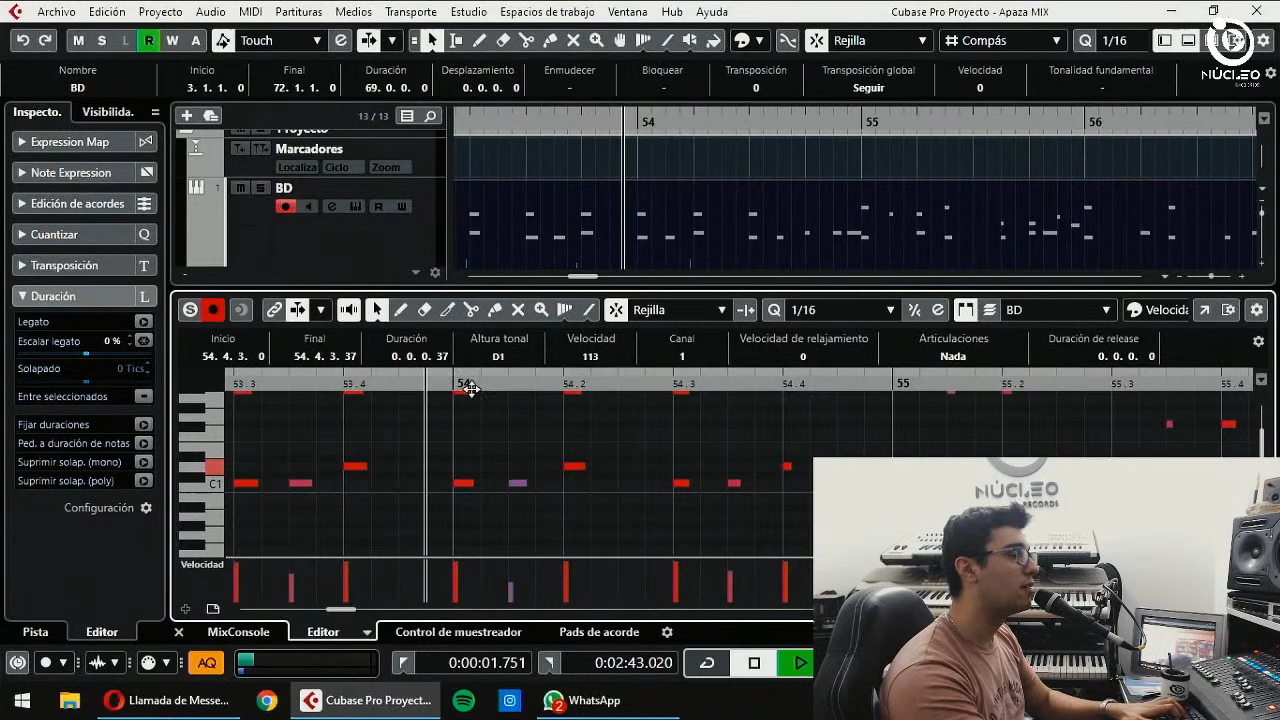 Archivo Edición Proyecto Audio MIDI Partituras Medios Transporte Estudio Espacios de trabajo Ventana Hub Ayuda Cubase Pro Proyecto - Apaza MIX
M S L R W A Touch Rejilla Compás Q 1/16
NÚCLEO
Nombre Inicio Final Duración Desplazamiento Enmudecer Bloquear Transposición Transposición global Velocidad Tonalidad fundamental
BD 3. 1. 1. 0 72. 1. 1. 0 69. 0. 0. 0 0. 0. 0. 0 - - 0 Seguir 0 -
Inspecto. Visibilida. 13 / 13
54 55 56
Proyecto
Marcadores
Localiza Ciclo Zoom
1 m S BD
R W
Expression Map
Note Expression
Edición de acordes
Cuantizar Q
Transposición T
Duración L
Legato
Escalar legato 0 %
Solapado 0 Tics
Entre seleccionados
Fijar duraciones
Ped. a duración de notas
Suprimir solap. (mono)
Suprimir solap. (poly)
Configuración
S Rejilla Q 1/16 BD Velocida
Inicio Final Duración Altura tonal Velocidad Canal Velocidad de relajamiento Articulaciones Duración de release
54. 4. 3. 0 54. 4. 3. 37 0. 0. 0. 37 D1 113 1 0 Nada 0. 0. 0. 0
53.3 53.4 54 54.2 54.3 54.4 55 55.2 55.3 55.4
C1
Velocidad
NÚCLEO
RECORDS
Pista Editor MixConsole Editor Control de muestreador Pads de acorde
AQ 0:00:01.751 0:02:43.020
Llamada de Messe Cubase Pro Proyect... 2 WhatsApp